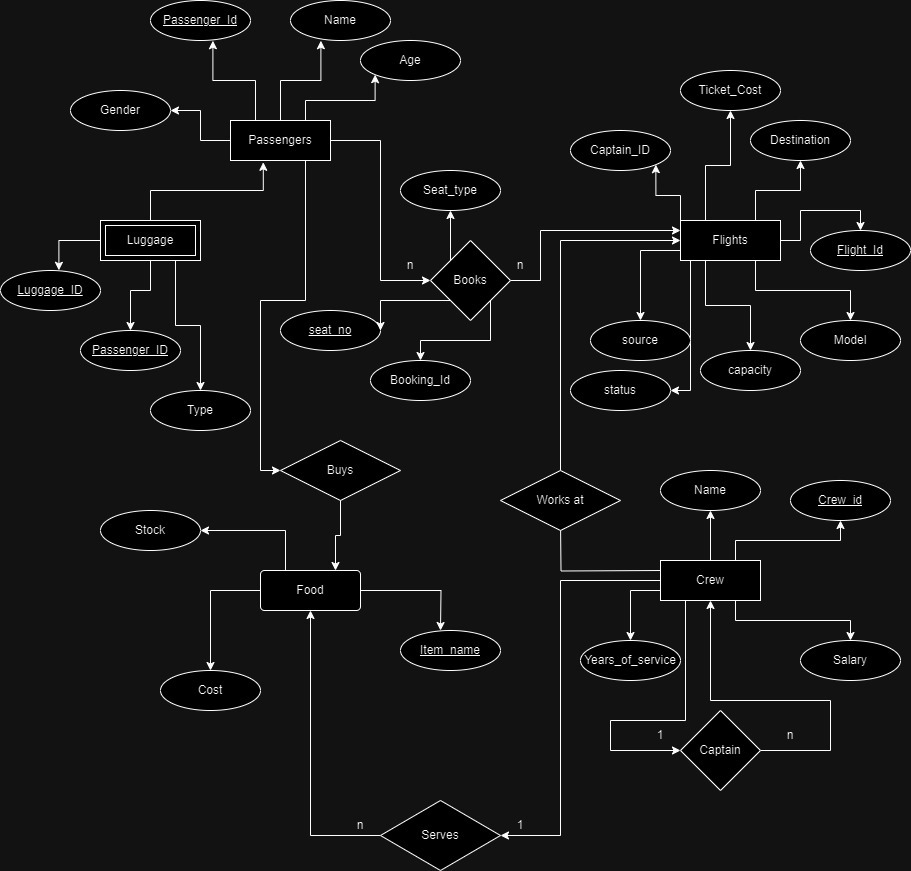 Passenger_Id
Name
Age
Gender
Passengers
Ticket_Cost
Captain_ID
Destination
Seat_type
Luggage
Flights
Flight_Id
n
Books
n
Luggage_ID
seat_no
source
Model
Passenger_ID
Booking_Id
capacity
status
Type
Buys
Works at
Name
Crew_id
Stock
Food
Crew
Item_name
Years_of_service
Salary
Cost
1
Captain
n
n
Serves
1